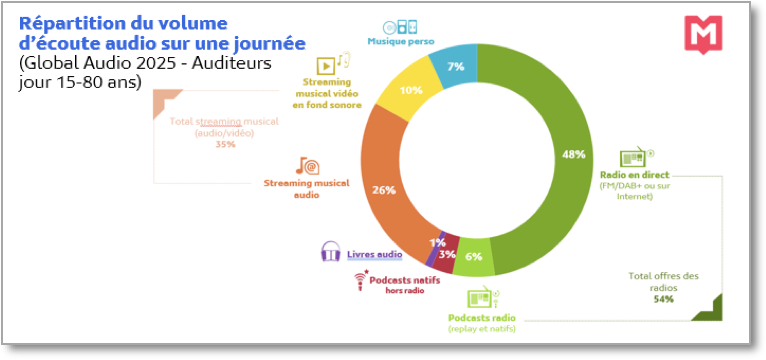 Répartition du volume
d’écoute audio sur une journée
(Global Audio 2025 - Auditeurs
jour 15-80 ans)
M
Musique perso
7%
Streaming
musical vidéo
en fond sonore
10%
Total streaming musical
(audio/vidéo)
35%
48%
Radio en direct
(FM/DAB+ ou sur
Internet)
Streaming musical
audio
26%
Livres audio
1%
3%
6%
Podcasts natifs
hors radio
Podcasts radio
(replay et natifs)
Total offres des
radios
54%